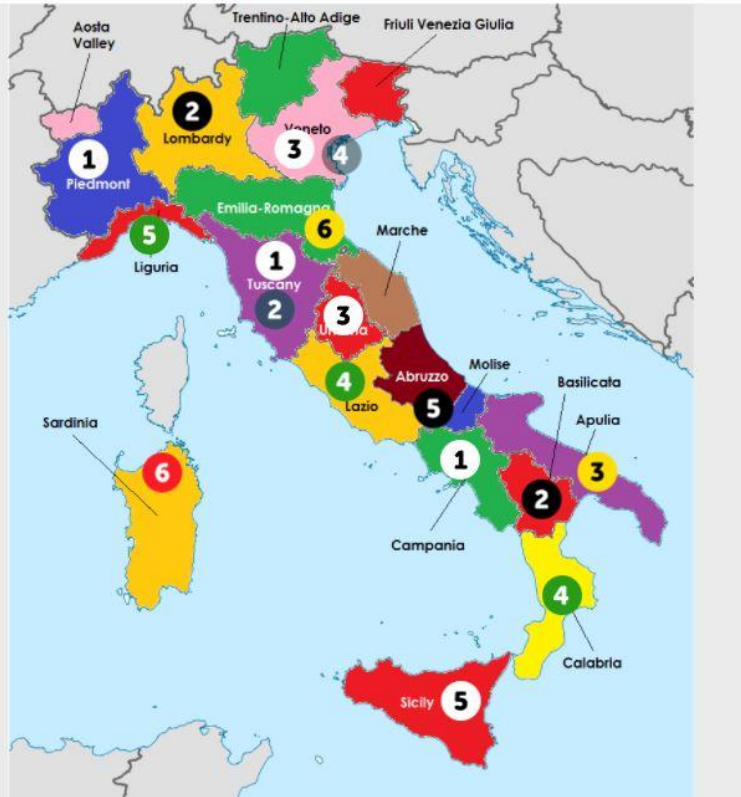 Trentino-Alto Adige
Friuli Venezia Giulia
Aosta
Valley
2
Lombardy
Veneto
3
4
1
Piedmont
Emilia-Romagna
5
6
Liguria
Marche
1
Tuscany
2
3
4
Lazio
Abruzzo
5
Molise
Basilicata
Apulia
Sardinia
6
1
2
3
Campania
4
Calabria
Sicily
5